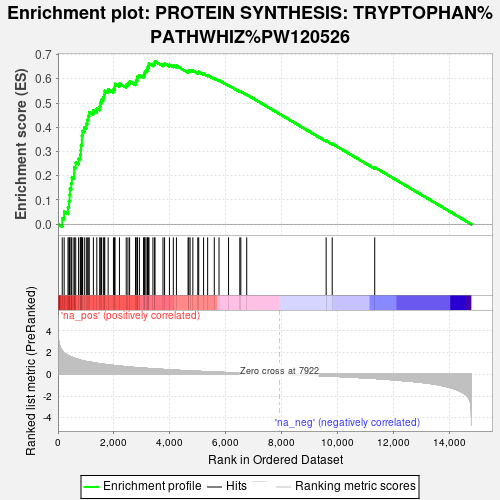 Enrichment plot: PROTEIN SYNTHESIS: TRYPTOPHAN%
PATHWHIZ%PW120526
Enrichment score (ES)
0.7
0.6
0.5
0.4
0.3
0.2
0.1
0.0
'na_pos' (positively correlated)
Ranked list metric (PreRanked)
4
2
0
-2
-4
Zero cross at 7922
'na_neg' (negatively correlated)
0
2,000
4,000
6,000
8,000
10,000
12,000
14,000
Rank in Ordered Dataset
Enrichment profile
Hits
Ranking metric scores